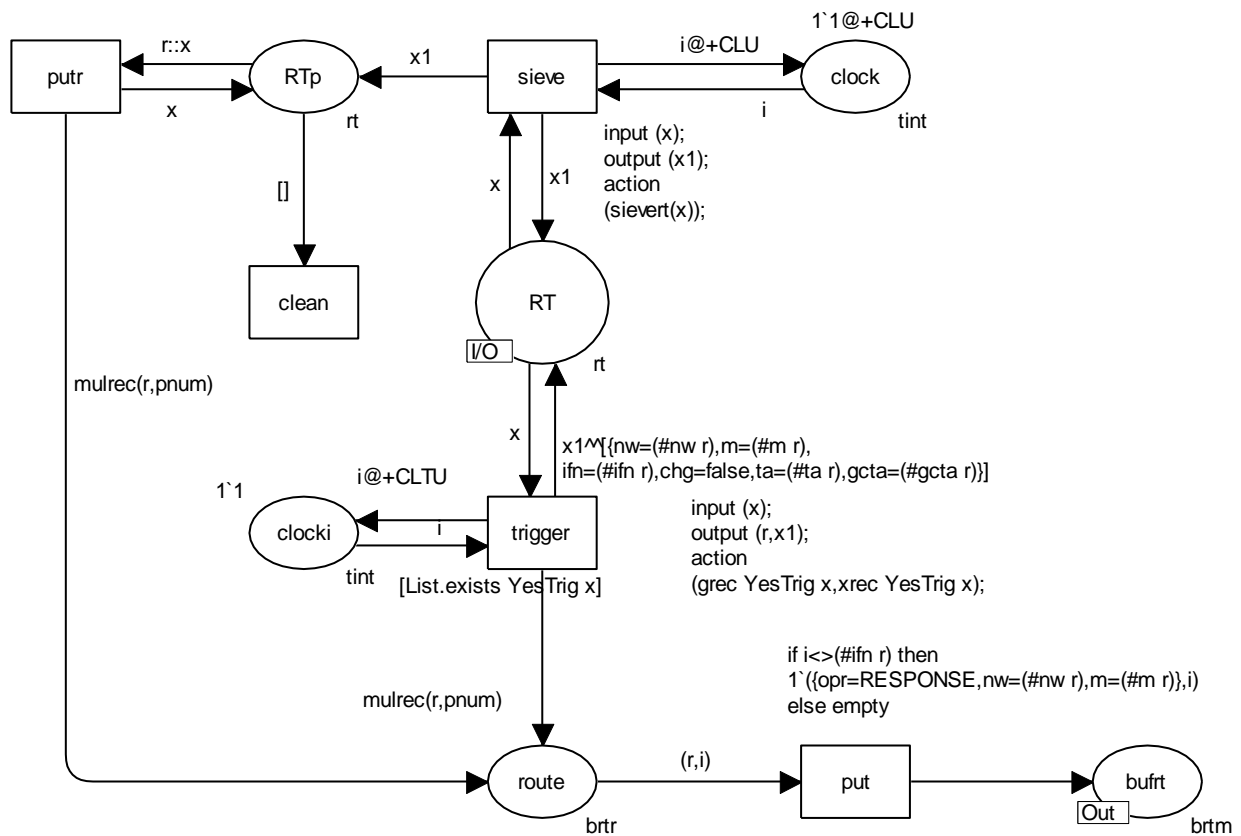 1`1@+CLU
r::x
i@+CLU
x1
putr
RTp
sieve
clock
x
i
rt
tint
input (x);
output (x1);
action
(sievert(x));
x
x1
[]
clean
RT
I/O
rt
mulrec(r,pnum)
x
x1^^[{nw=(#nw r),m=(#m r),
ifn=(#ifn r),chg=false,ta=(#ta r),gcta=(#gcta r)}]
i@+CLTU
1`1
input (x);
output (r,x1);
action
(grec YesTrig x,xrec YesTrig x);
i
clocki
trigger
tint
[List.exists YesTrig x]
if i<>(#ifn r) then
1`({opr=RESPONSE,nw=(#nw r),m=(#m r)},i)
else empty
mulrec(r,pnum)
(r,i)
route
put
bufrt
Out
brtr
brtm